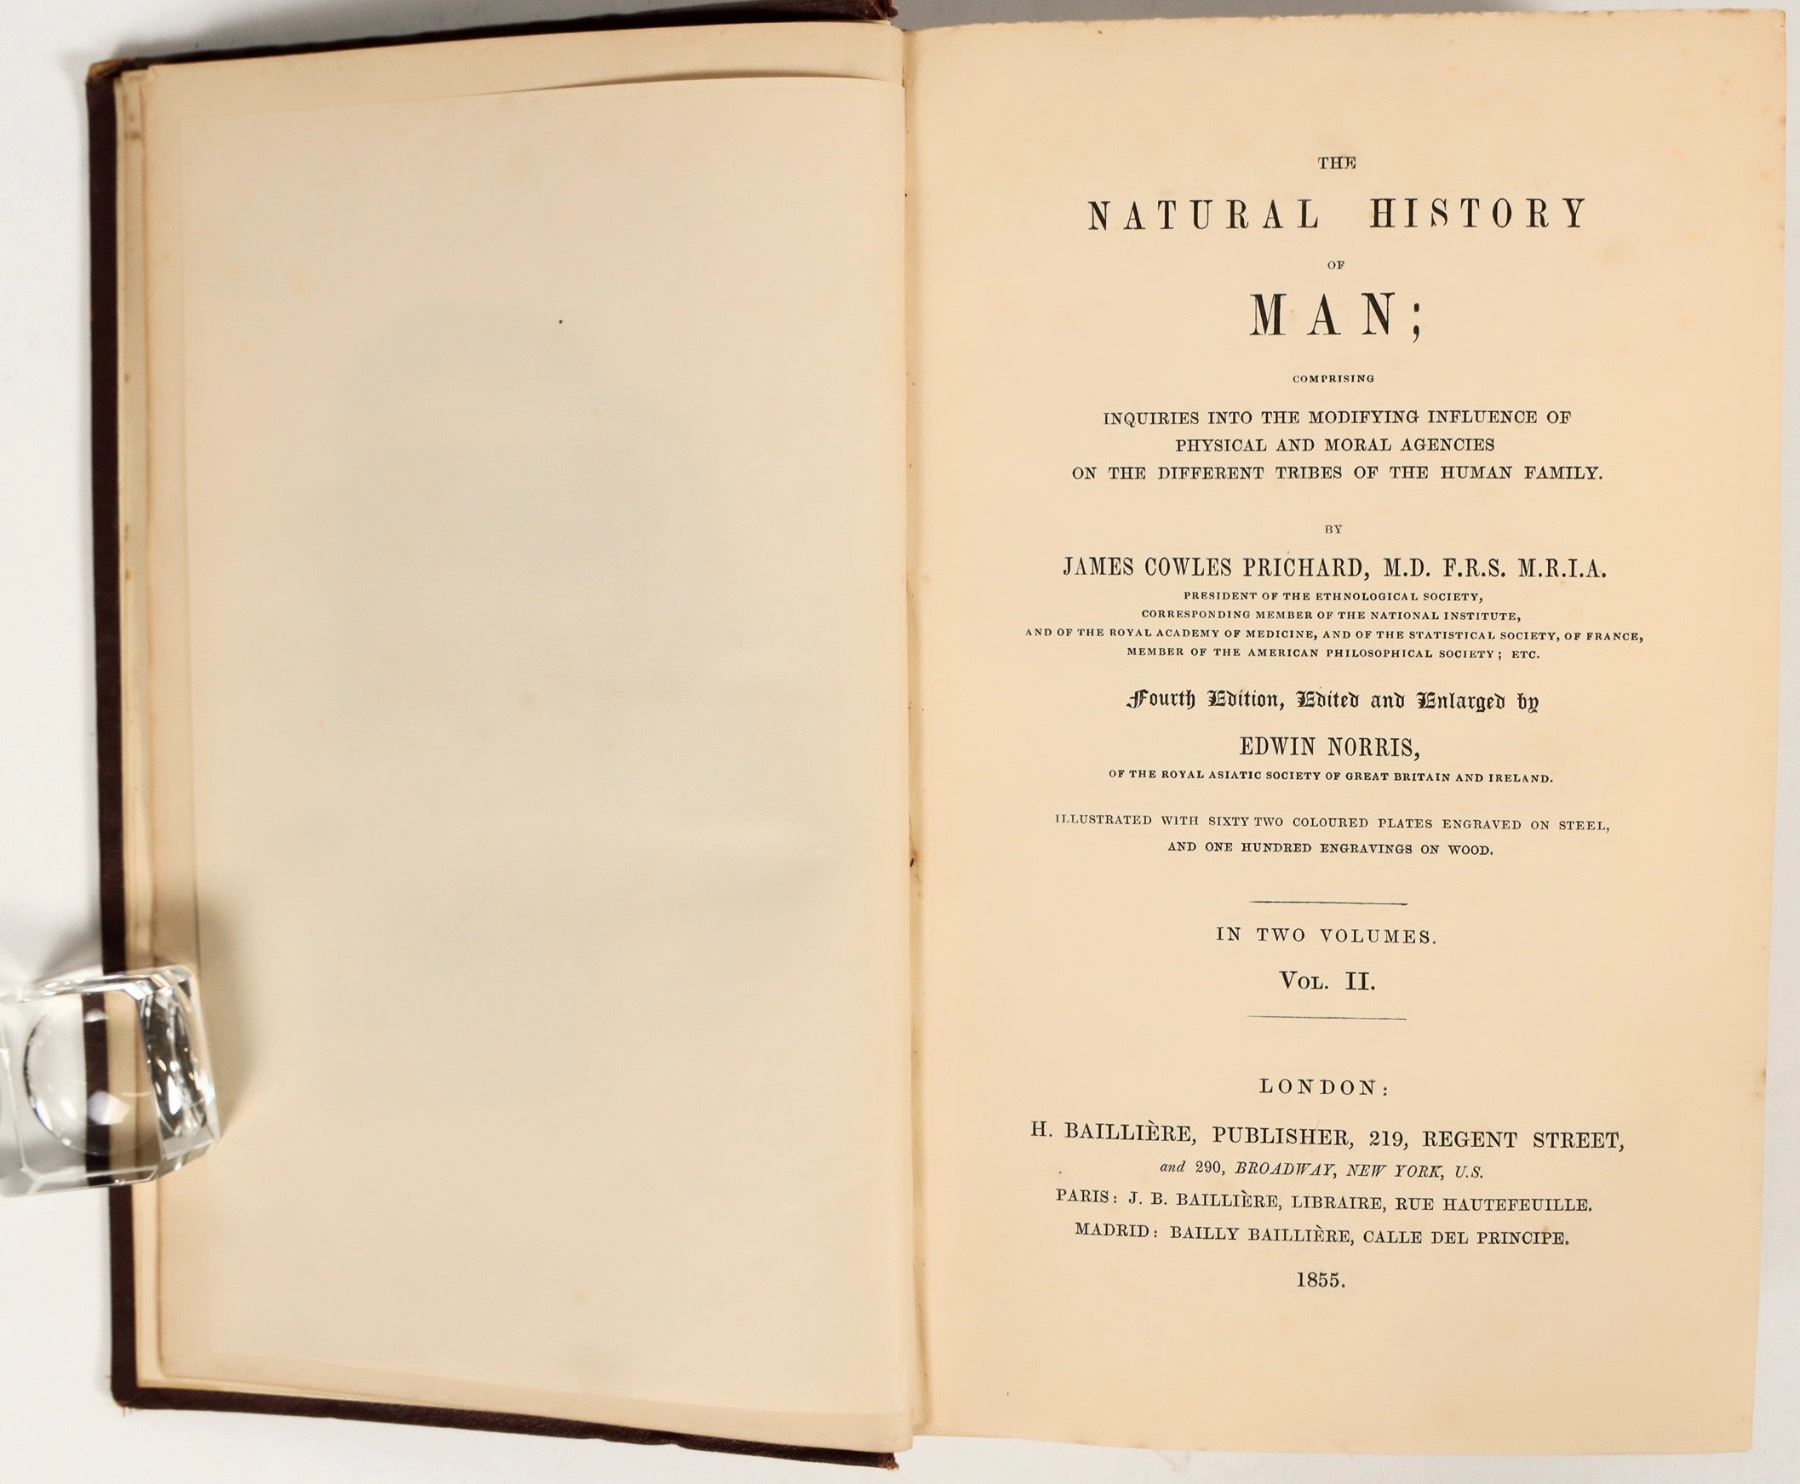 THE
NATURAL HISTORY
OF
MAN;
COMPRISING
INQUIRIES INTO THE MODIFYING INFLUENCE OF
PHYSICAL AND MORAL AGENCIES
ON THE DIFFERENT TRIBES OF THE HUMAN FAMILY.
BY
JAMES COWLES PRICHARD, M.D. F.R.S. M.R.I.A.
PRESIDENT OF THE ETHNOLOGICAL SOCIETY,
CORRESPONDING MEMBER OF THE NATIONAL INSTITUTE,
AND OF THE ROYAL ACADEMY OF MEDICINE, AND OF THE STATISTICAL SOCIETY, OF FRANCE,
MEMBER OF THE AMERICAN PHILOSOPHICAL SOCIETY; ETC.
Fourth Edition, Edited and Enlarged by
EDWIN NORRIS,
OF THE ROYAL ASIATIC SOCIETY OF GREAT BRITAIN AND IRELAND.
ILLUSTRATED WITH SIXTY TWO COLOURED PLATES ENGRAVED ON STEEL,
AND ONE HUNDRED ENGRAVINGS ON WOOD.
IN TWO VOLUMES.
VOL. II.
LONDON:
H. BAILLIÈRE, PUBLISHER, 219, REGENT STREET,
and 290, BROADWAY, NEW YORK, U.S.
PARIS: J. B. BAILLIÈRE, LIBRAIRE, RUE HAUTEFEUILLE.
MADRID: BAILLY BAILLIÈRE, CALLE DEL PRINCIPE.
1855.